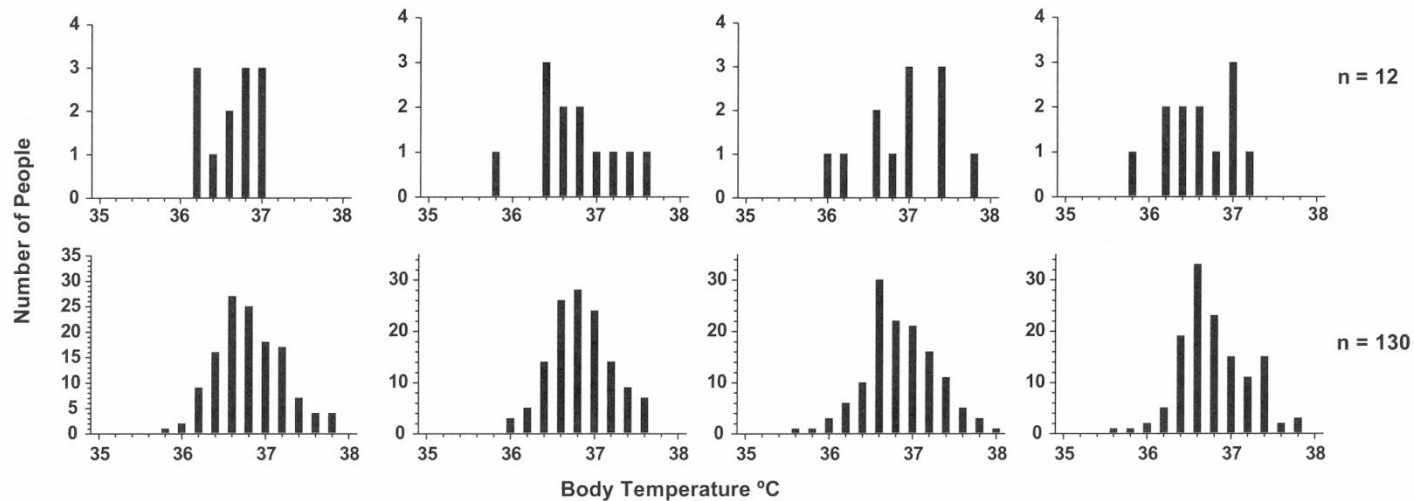 4 4 4 4
3 3 3 3
2 2 2 2
1 1 1 1
0 0 0 0
35 36 37 38 35 36 37 38 35 36 37 38 35 36 37 38
n = 12
Number of People
35
30 30 30 30
25
20 20 20 20
15
10 10 10 10
5
0 0 0 0
35 36 37 38 35 36 37 38 35 36 37 38 35 36 37 38
n = 130
Body Temperature ºC